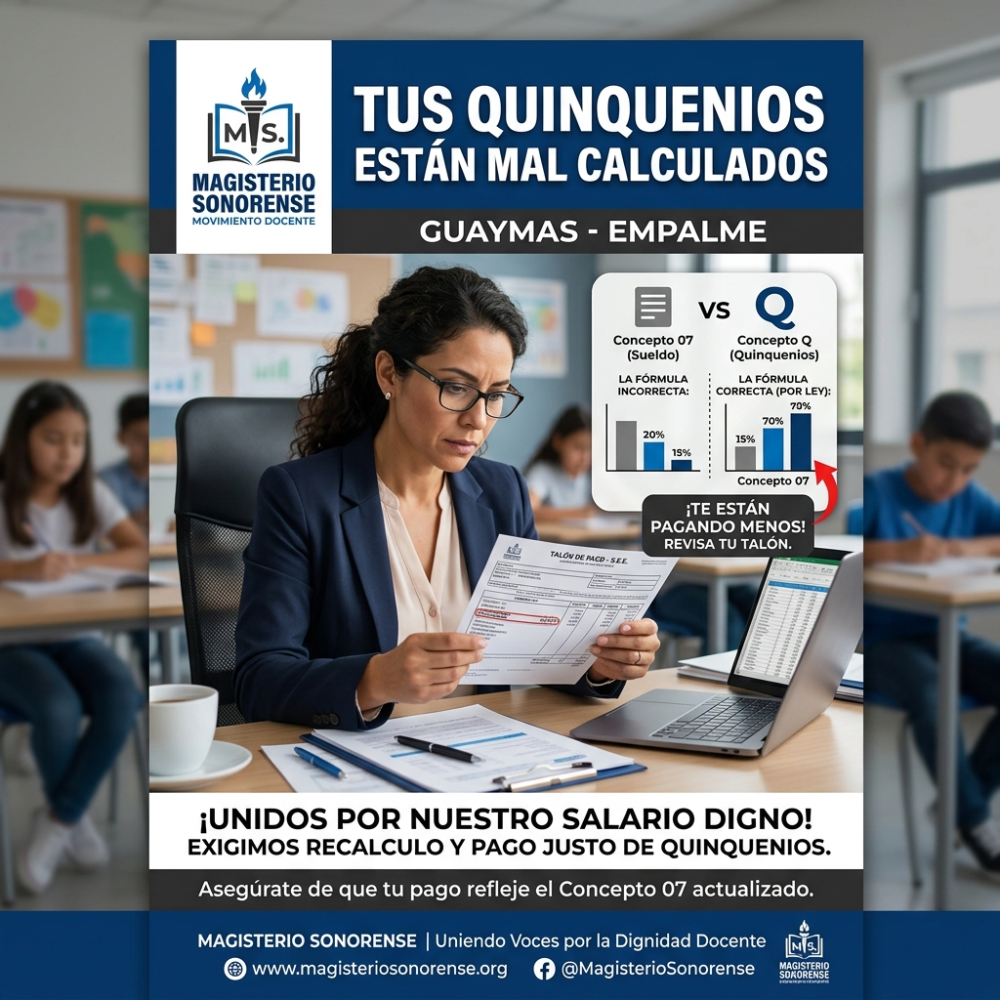 M S.
MAGISTERIO
SONORENSE
MOVIMIENTO DOCENTE
TUS QUINQUENIOS
ESTÁN MAL CALCULADOS
GUAYMAS - EMPALME
VS
Q
Concepto 07
(Sueldo)
Concepto Q
(Quinquenios)
LA FÓRMULA
INCORRECTA:
LA FÓRMULA
CORRECTA (POR LEY):
20%
15%
15%
70%
70%
Concepto 07
¡TE ESTÁN
PAGANDO MENOS!
REVISA TU TALÓN.
TALÓN DE PAGO - S.E.E.
¡UNIDOS POR NUESTRO SALARIO DIGNO!
EXIGIMOS RECALCULO Y PAGO JUSTO DE QUINQUENIOS.
Asegúrate de que tu pago refleje el Concepto 07 actualizado.
MAGISTERIO SONORENSE | Uniendo Voces por la Dignidad Docente
www.magisteriosonorense.org @MagisterioSonorense
M S.
MAGISTERIO
SONORENSE